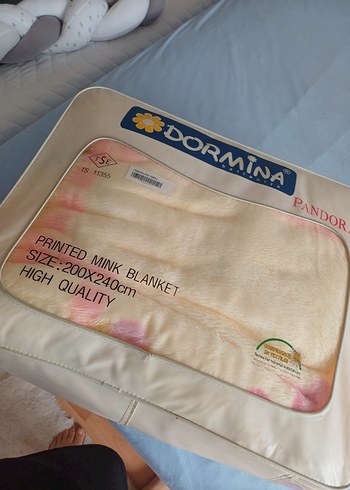 DORMINA®
PANDORA
TSE
TS 11355
PRINTED MINK BLANKET
SIZE:200X240cm
HIGH QUALITY